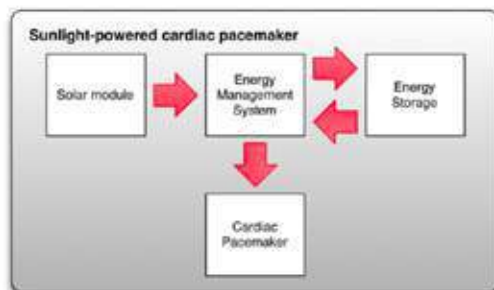 Sunlight-powered cardiac pacemaker
Solar module
Energy
Management
System
Energy
Storage
Cardiac
Pacemaker